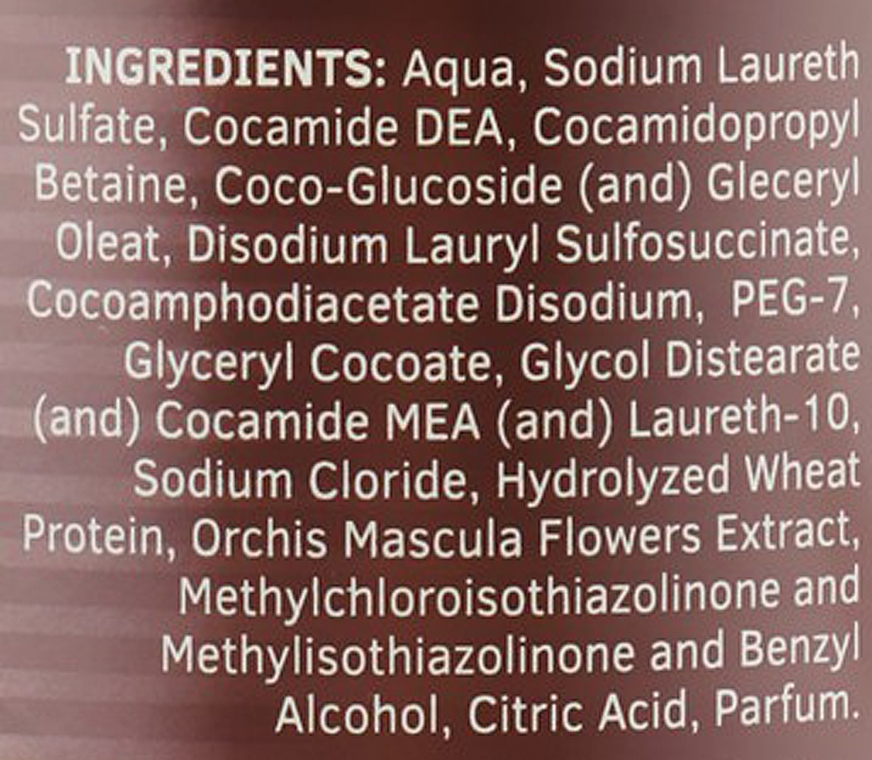 INGREDIENTS: Aqua, Sodium Laureth
Sulfate, Cocamide DEA, Cocamidopropyl
Betaine, Coco-Glucoside (and) Gleceryl
Oleat, Disodium Lauryl Sulfosuccinate,
Cocoamphodiacetate Disodium, PEG-7,
Glyceryl Cocoate, Glycol Distearate
(and) Cocamide MEA (and) Laureth-10,
Sodium Cloride, Hydrolyzed Wheat
Protein, Orchis Mascula Flowers Extract,
Methylchloroisothiazolinone and
Methylisothiazolinone and Benzyl
Alcohol, Citric Acid, Parfum.